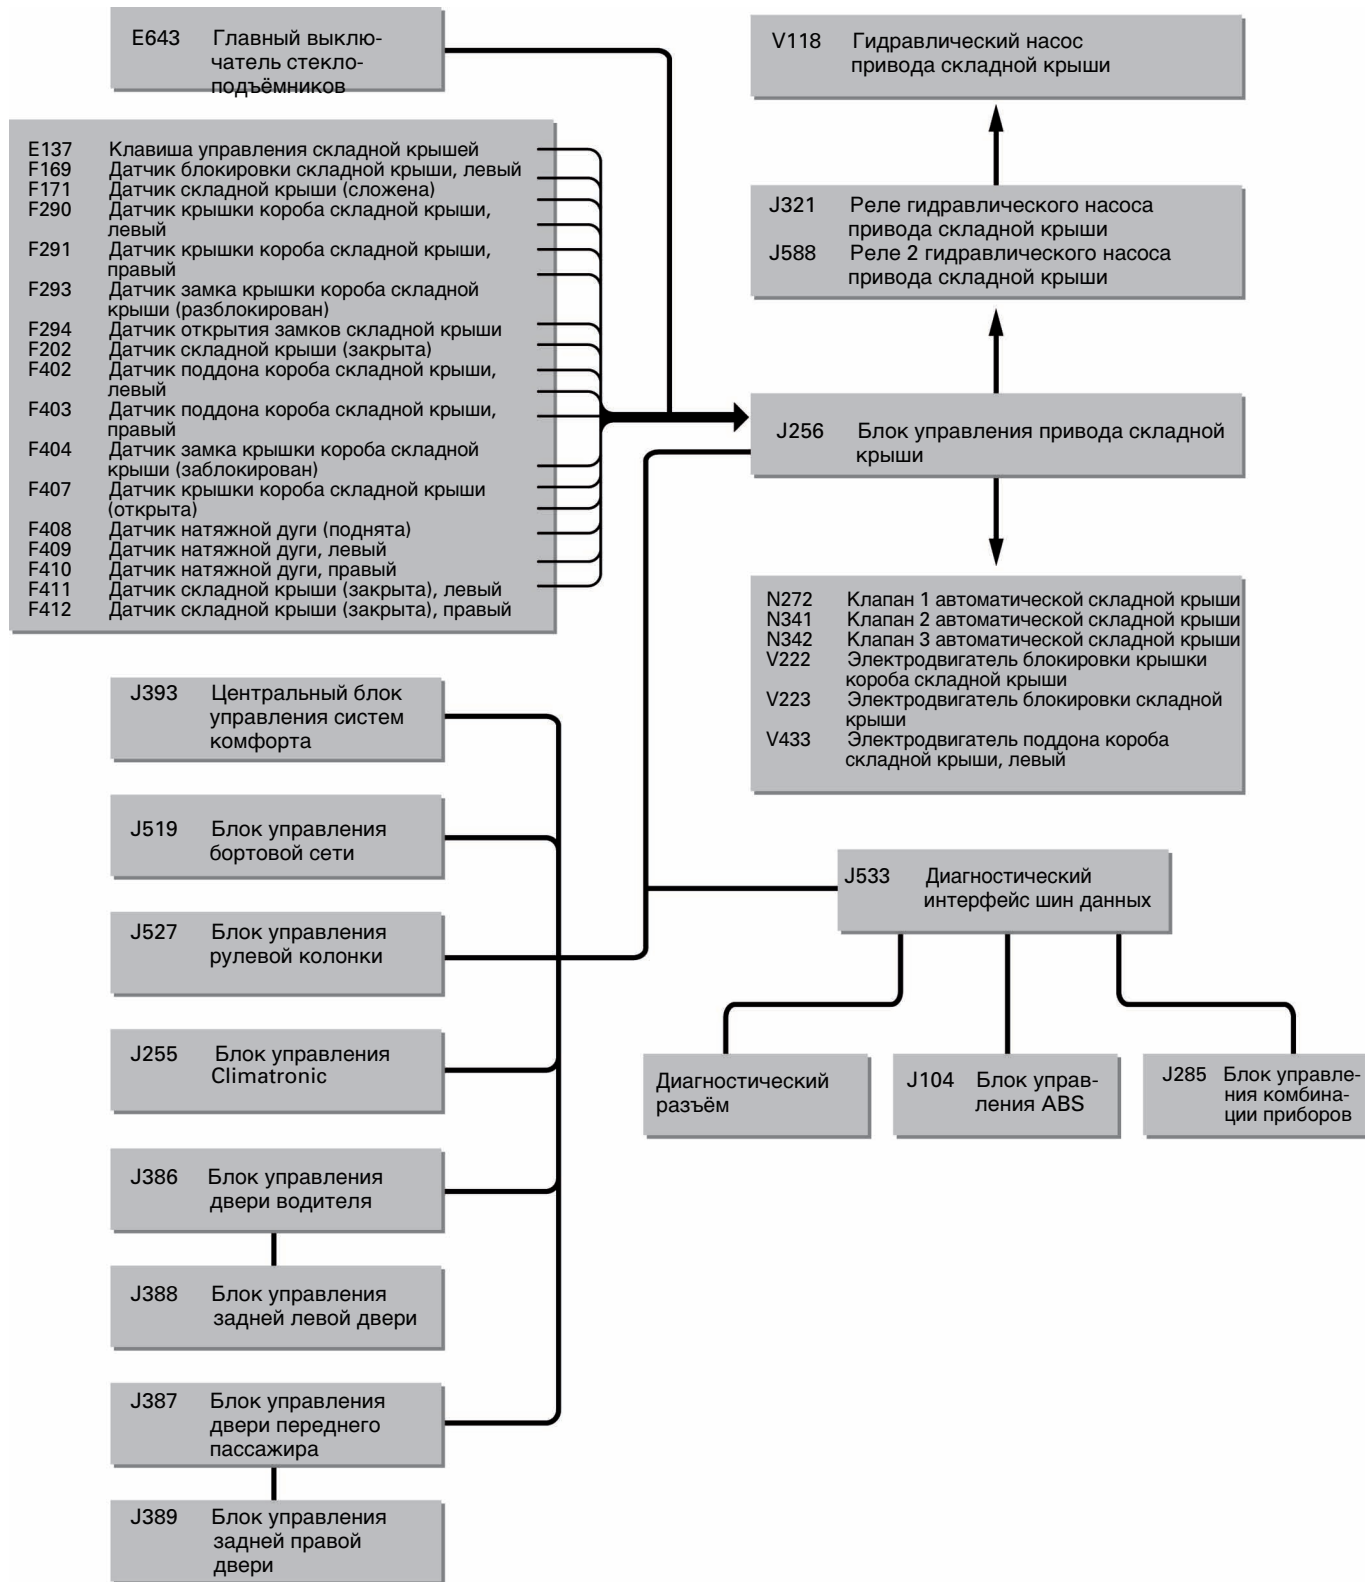 E643 Главный выклю-
чатель стекло-
подъёмников
E137 Клавиша управления складной крышей
F169 Датчик блокировки складной крыши, левый
F171 Датчик складной крыши (сложена)
F290 Датчик крышки короба складной крыши,
левый
F291 Датчик крышки короба складной крыши,
правый
F293 Датчик замка крышки короба складной
крыши (разблокирован)
F294 Датчик открытия замков складной крыши
F202 Датчик складной крыши (закрыта)
F402 Датчик поддона короба складной крыши,
левый
F403 Датчик поддона короба складной крыши,
правый
F404 Датчик замка крышки короба складной
крыши (заблокирован)
F407 Датчик крышки короба складной крыши
(открыта)
F408 Датчик натяжной дуги (поднята)
F409 Датчик натяжной дуги, левый
F410 Датчик натяжной дуги, правый
F411 Датчик складной крыши (закрыта), левый
F412 Датчик складной крыши (закрыта), правый
V118 Гидравлический насос
привода складной крыши
J321 Реле гидравлического насоса
привода складной крыши
J588 Реле 2 гидравлического насоса
привода складной крыши
J256 Блок управления привода складной
крыши
N272 Клапан 1 автоматической складной крыши
N341 Клапан 2 автоматической складной крыши
N342 Клапан 3 автоматической складной крыши
V222 Электродвигатель блокировки крышки
короба складной крыши
V223 Электродвигатель блокировки складной
крыши
V433 Электродвигатель поддона короба
складной крыши, левый
J393 Центральный блок
управления систем
комфорта
J519 Блок управления
бортовой сети
J527 Блок управления
рулевой колонки
J255 Блок управления
Climatronic
J386 Блок управления
двери водителя
J388 Блок управления
задней левой двери
J387 Блок управления
двери переднего
пассажира
J389 Блок управления
задней правой
двери
J533 Диагностический
интерфейс шин данных
Диагностический
разъём
J104 Блок управ-
ления ABS
J285 Блок управле-
ния комбина-
ции приборов